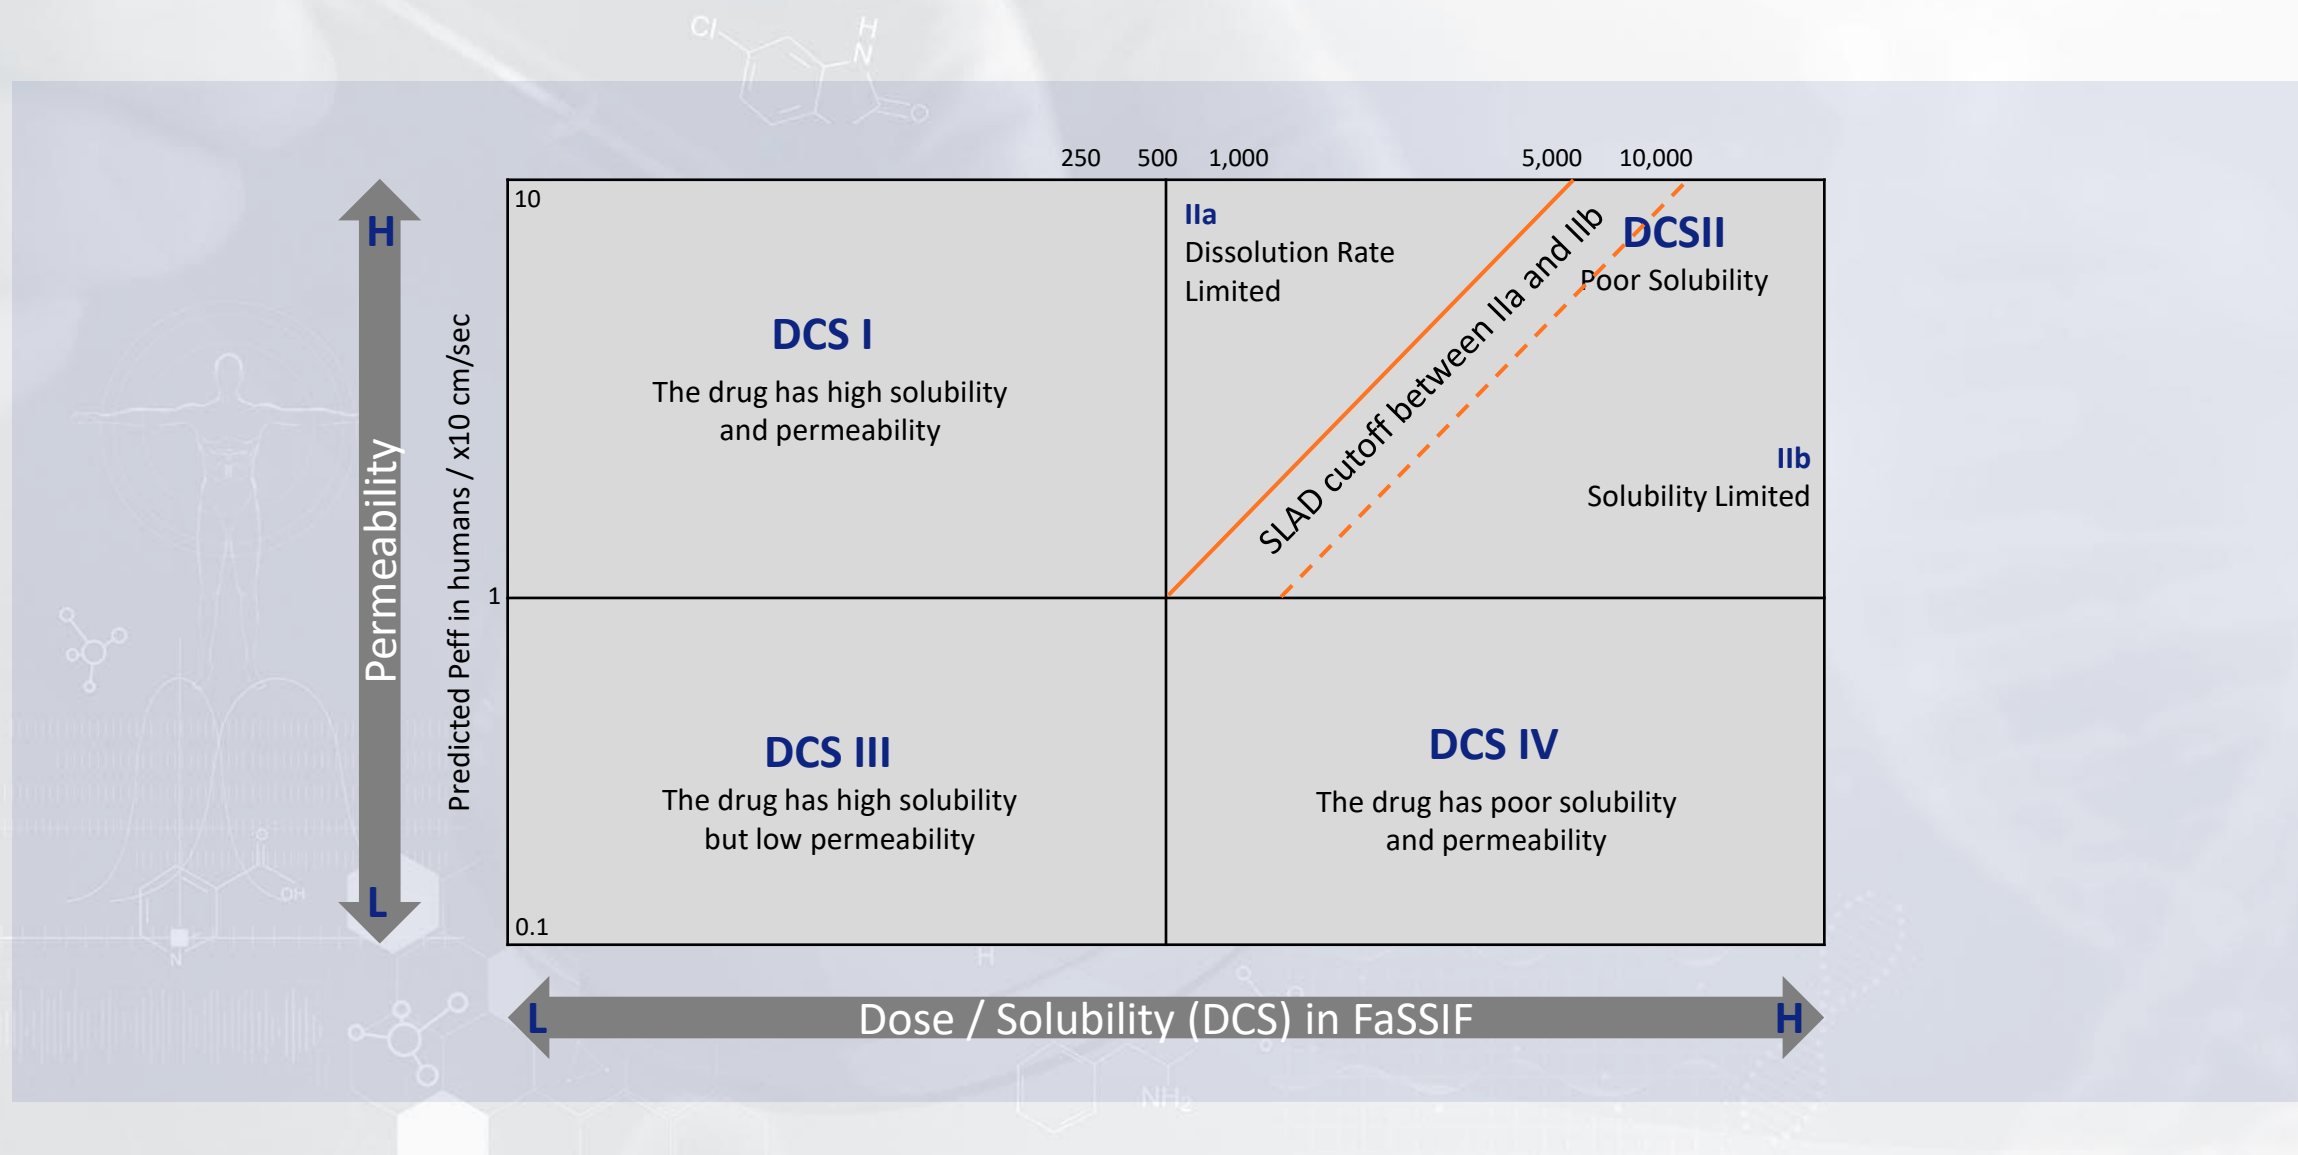 Cl
H
N
O
250 500 1,000 5,000 10,000
10
H
IIa
Dissolution Rate
Limited
SLAD cutoff between IIa and IIb
DCSII
Poor Solubility
DCS I
The drug has high solubility
and permeability
IIb
Solubility Limited
Permeability
Predicted Peff in humans / x10 cm/sec
1
DCS III
The drug has high solubility
but low permeability
DCS IV
The drug has poor solubility
and permeability
L
0.1
O
OH
N
H
L
Dose / Solubility (DCS) in FaSSIF
H
NH2